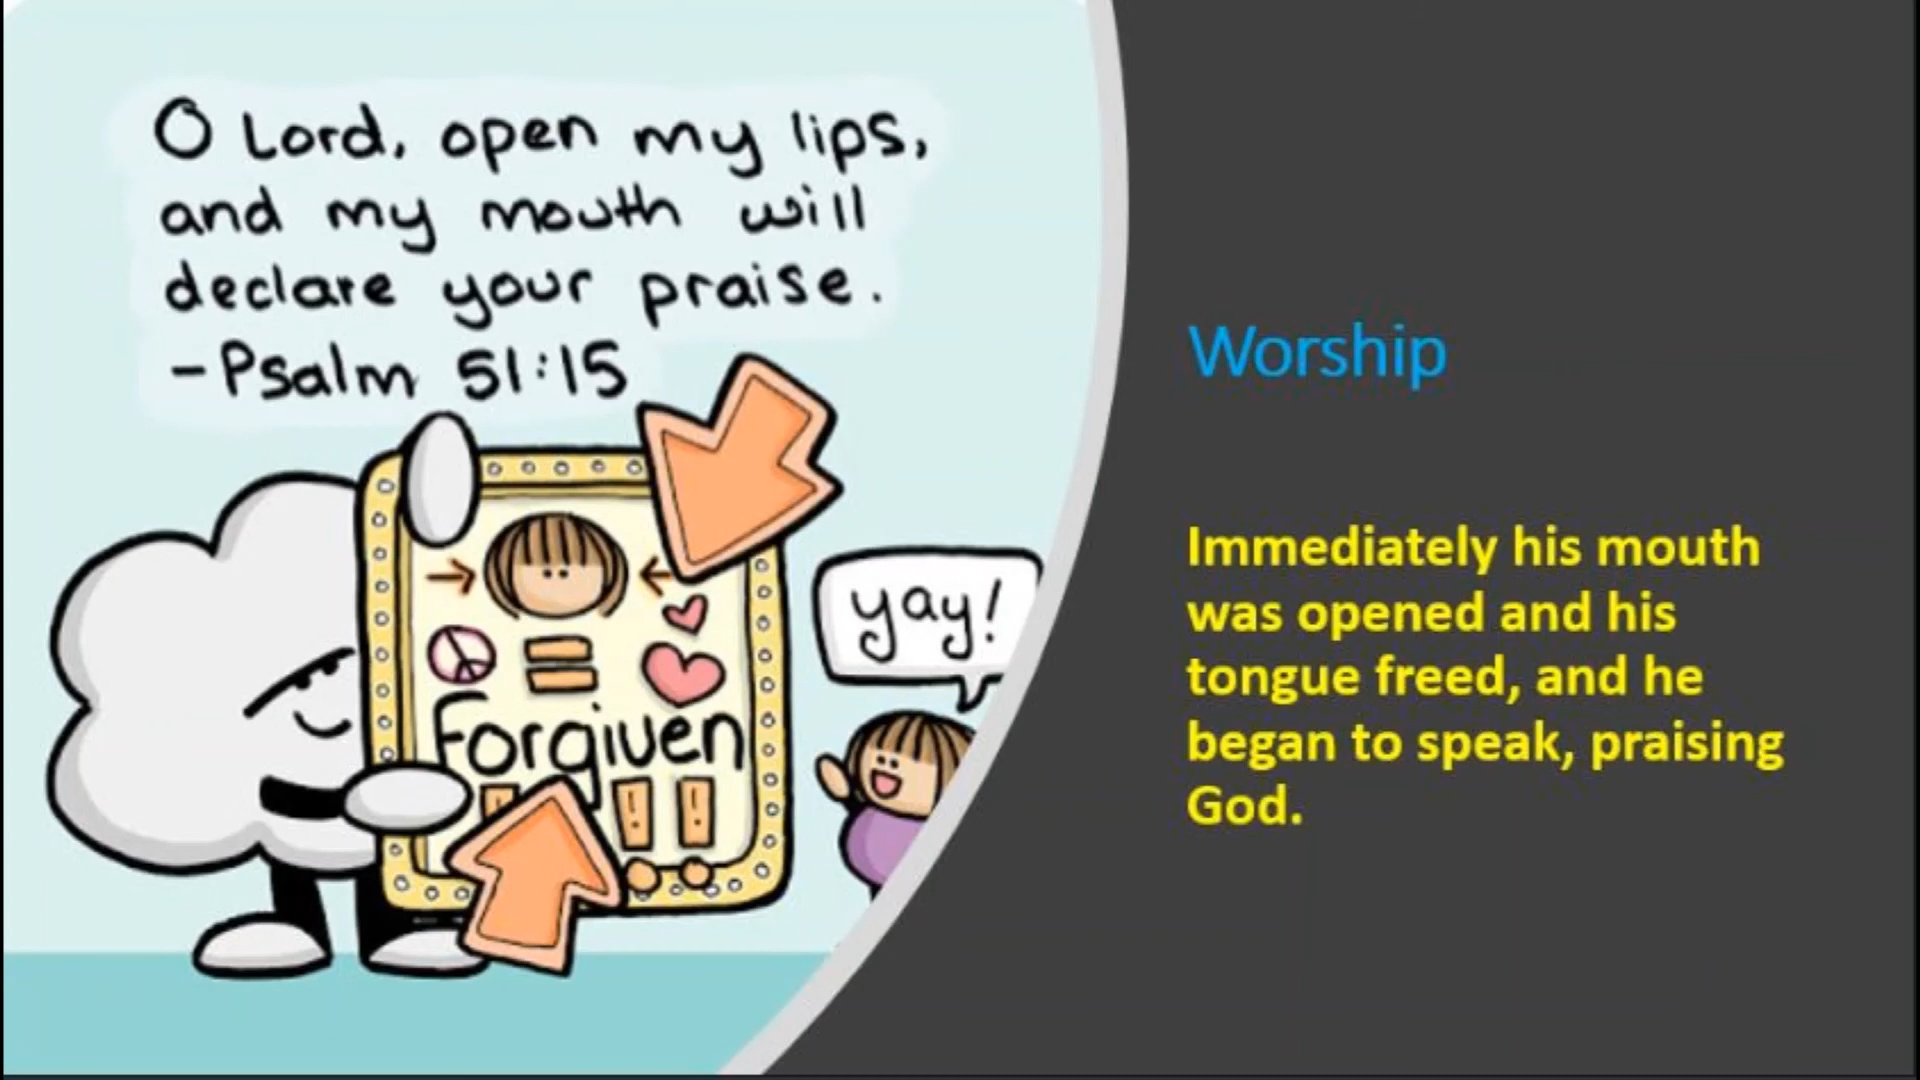 O Lord, open my lips,
and my mouth will
declare your praise.
-Psalm 51:15
=
Forgiven
!!!
yay!
Worship
Immediately his mouth
was opened and his
tongue freed, and he
began to speak, praising
God.